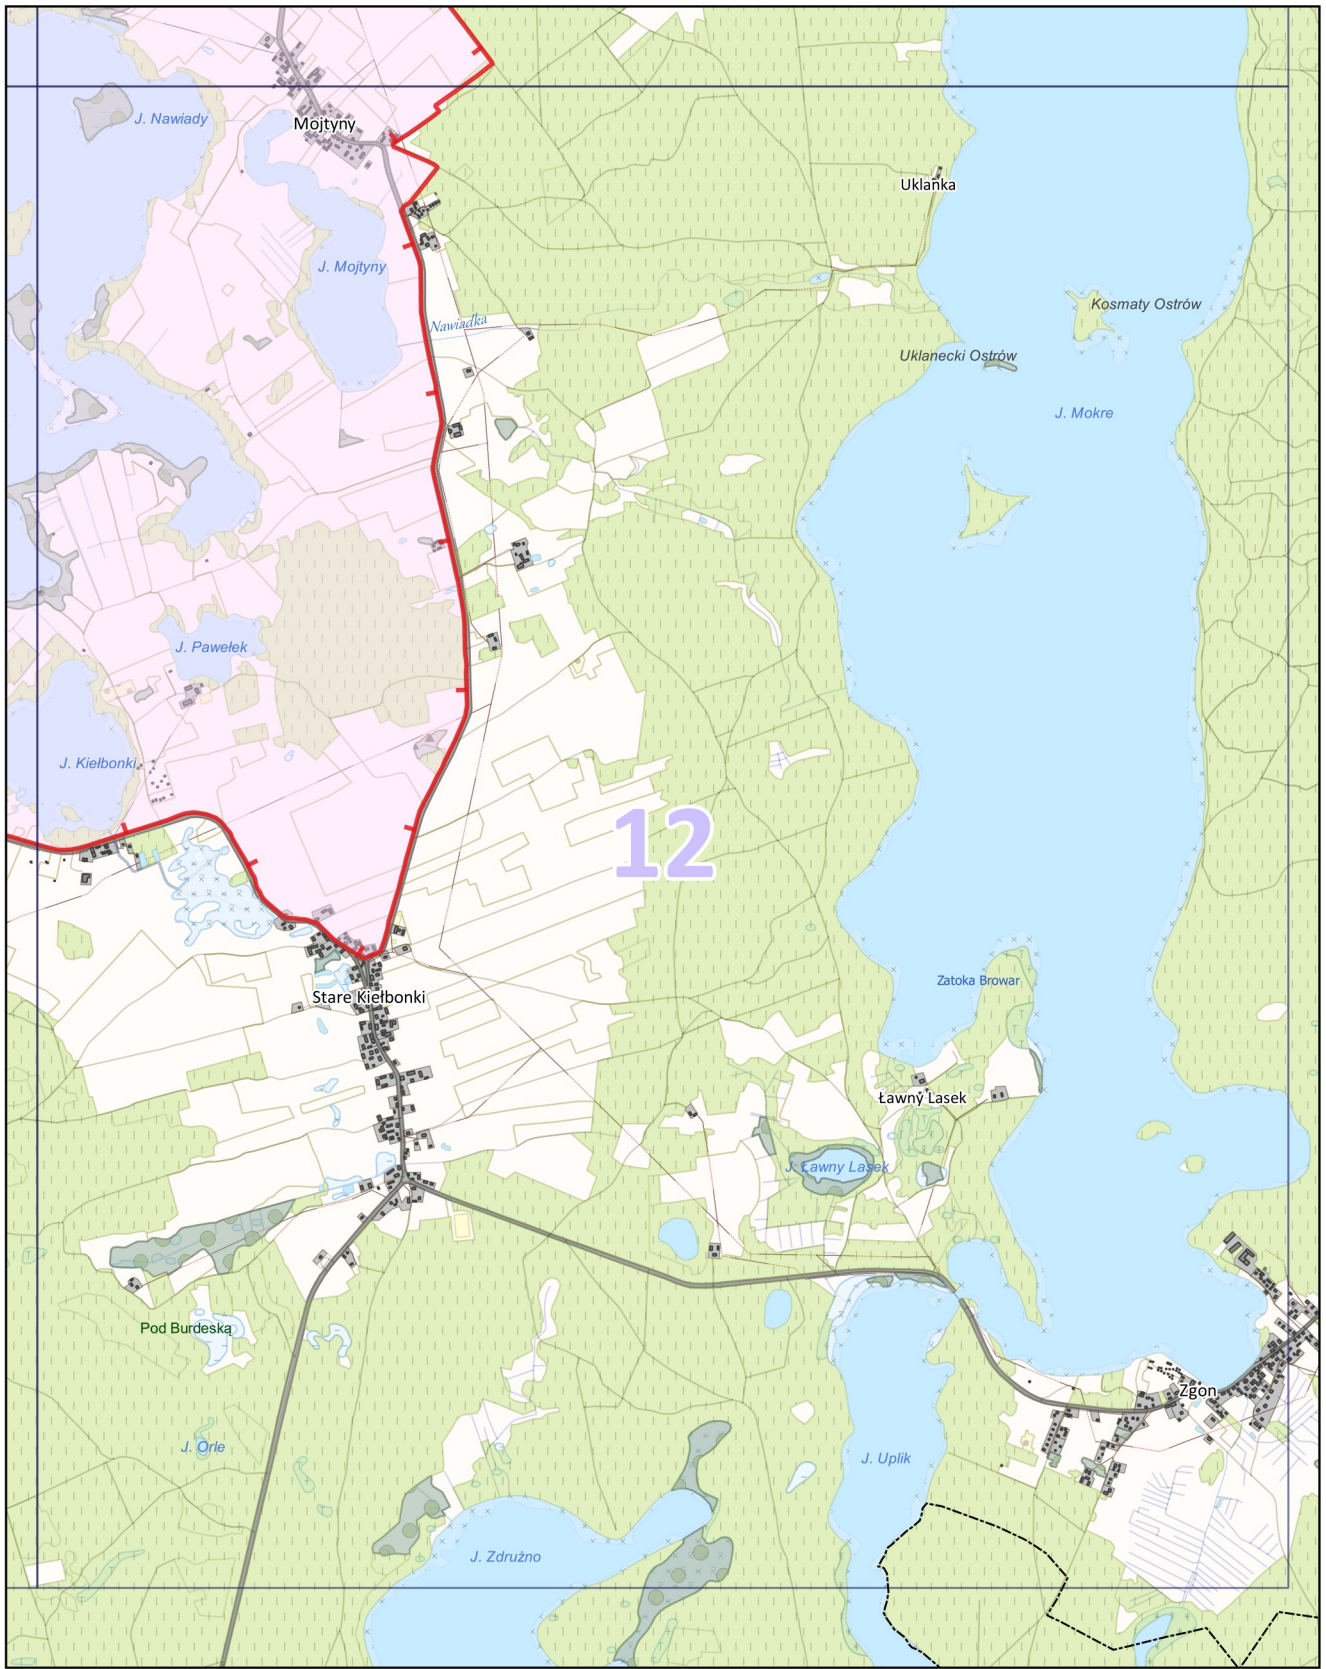 J. Nawiady
Mojtyny
Uklanka
J. Mojtyny
Kosmaty Ostrów
Nawiadka
Uklanecki Ostrów
J. Mokre
J. Pawełek
J. Kiełbonki
12
Zatoka Browar
Stare Kiełbonki
Ławny Lasek
J. Ławny Lasek
Pod Burdeską
Zgon
J. Orle
J. Uplik
J. Zdrużno